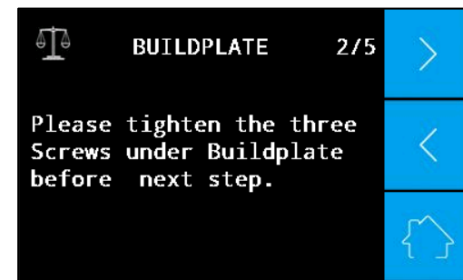 BUILDPLATE 2/5
Please tighten the three
Screws under Buildplate
before next step.